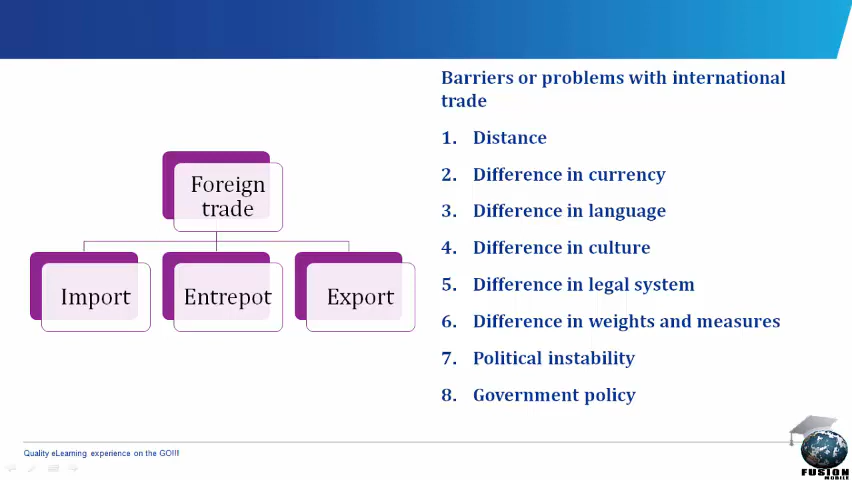 Barriers or problems with international
trade
1. Distance
2. Difference in currency
3. Difference in language
4. Difference in culture
5. Difference in legal system
6. Difference in weights and measures
7. Political instability
8. Government policy
Foreign
trade
Import
Entrepot
Export
Quality eLearning experience on the GO!!!
FUSION
MOBILE